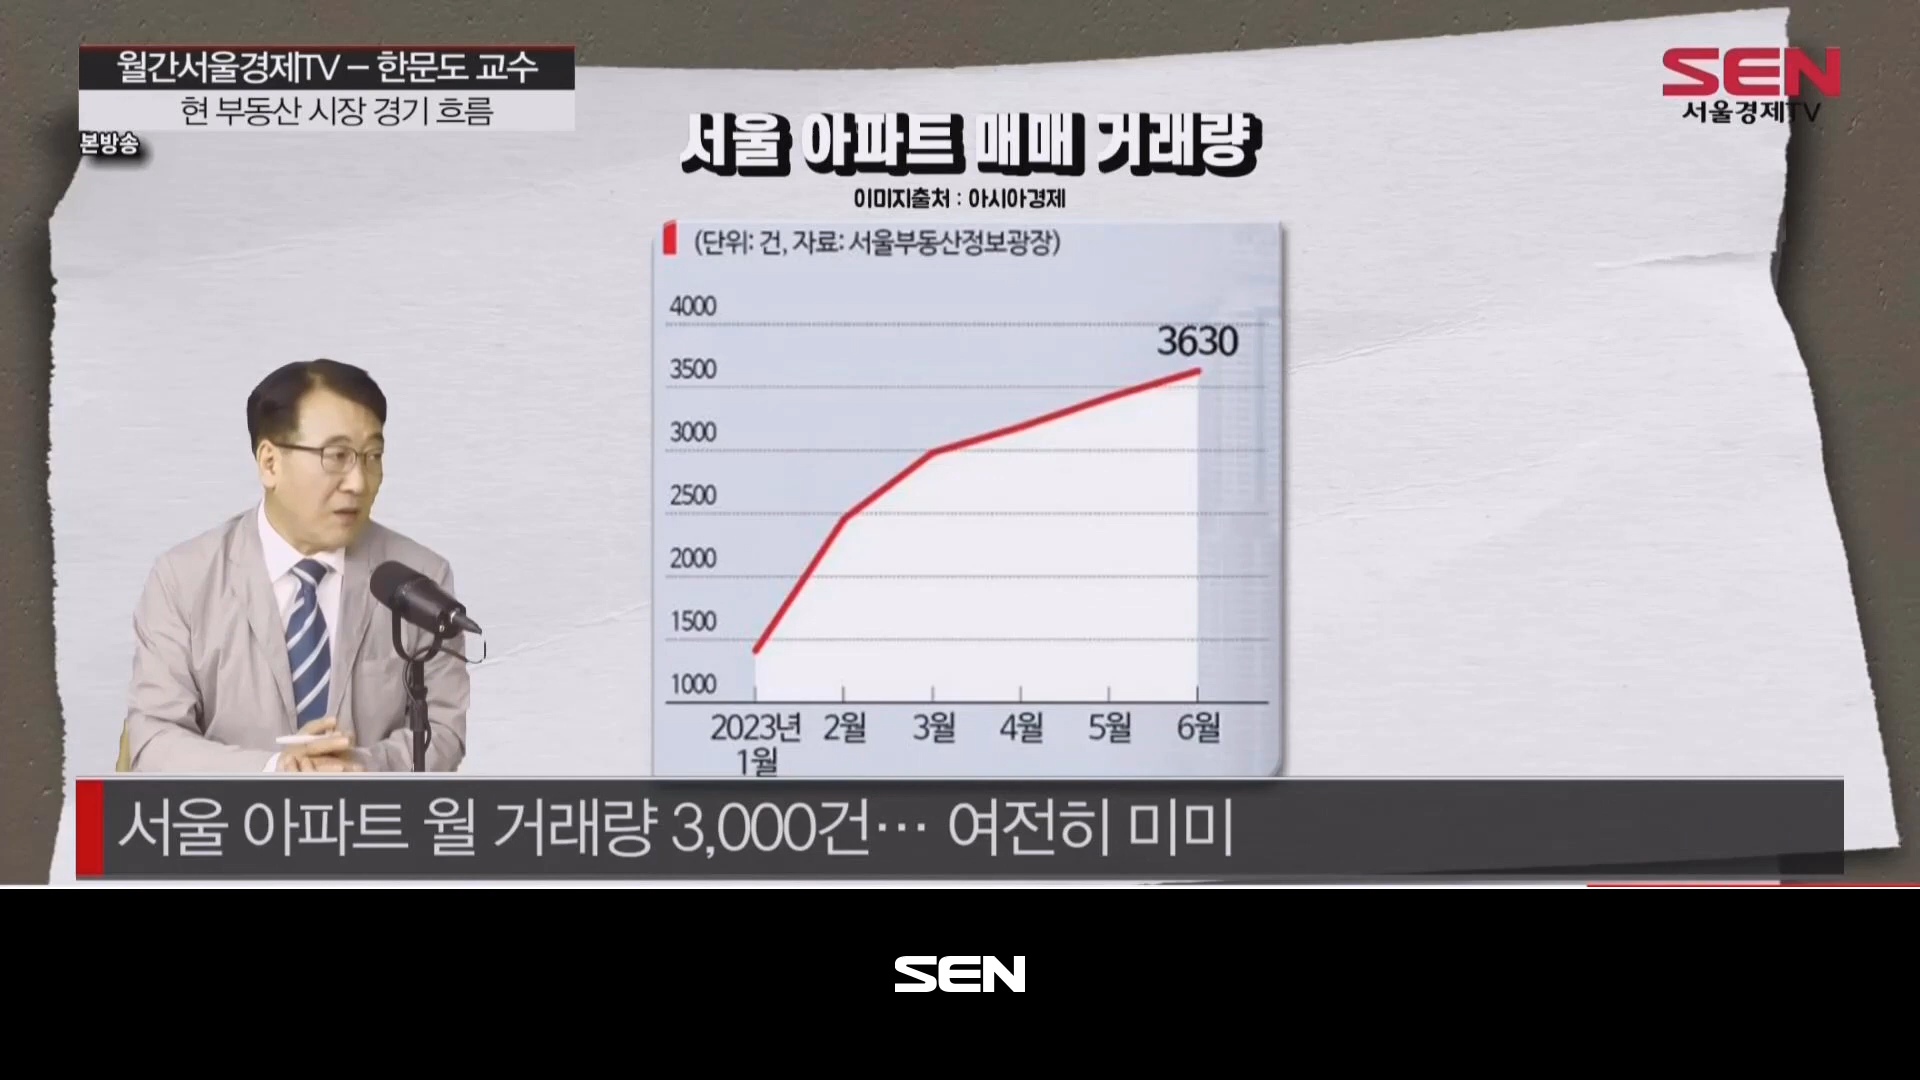 월간서울경제TV – 한문도 교수
현 부동산 시장 경기 흐름
본방송
SEN
서울경제TV
서울 아파트 매매 거래량
이미지출처 : 아시아경제
(단위: 건, 자료: 서울부동산정보광장)
4000
3630
3500
3000
2500
2000
1500
1000
2023년 2월 3월 4월 5월 6월
1월
서울 아파트 월 거래량 3,000건… 여전히 미미
SEN